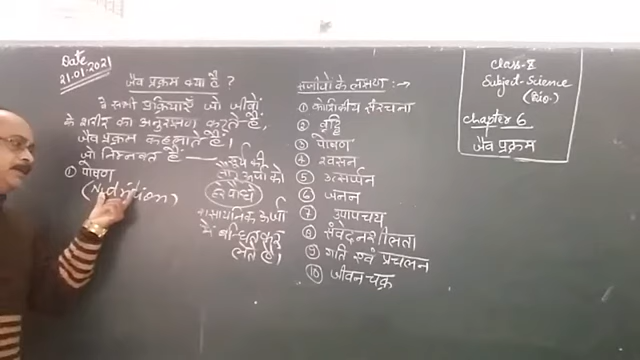 Date
21.01.2021
जैव प्रक्रम क्या है ?
वे सभी प्रक्रियाएँ जो जीवों
के शरीर का अनुरक्षण करते है,
जैव प्रक्रम कहलाते है।
जो निम्नवत है —
① पोषण
(Nutrition)
सूर्य की
सौर ऊर्जा को
हरे पौधे
रासायनिक ऊर्जा
में बन्धित कर
लेते है।
सजीवों के लक्षण :→
① कोशिकीय संरचना
② वृद्धि
③ पोषण
④ श्वसन
⑤ उत्सर्जन
⑥ जनन
⑦ उपापचय
⑧ संवेदनशीलता
⑨ गति एवं प्रचलन
⑩ जीवन चक्र
Class-X
Subject-Science
(Bio.)
Chapter 6
जैव प्रक्रम